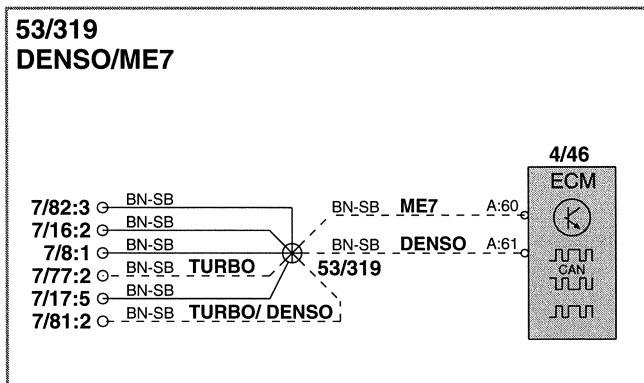 53/319
DENSO/ME7
4/46
ECM
7/82:3 BN-SB BN-SB ME7 A:60
7/16:2 BN-SB
7/8:1 BN-SB BN-SB DENSO A:61
7/77:2 BN-SB TURBO 53/319 CAN
7/17:5 BN-SB
7/81:2 BN-SB TURBO/ DENSO